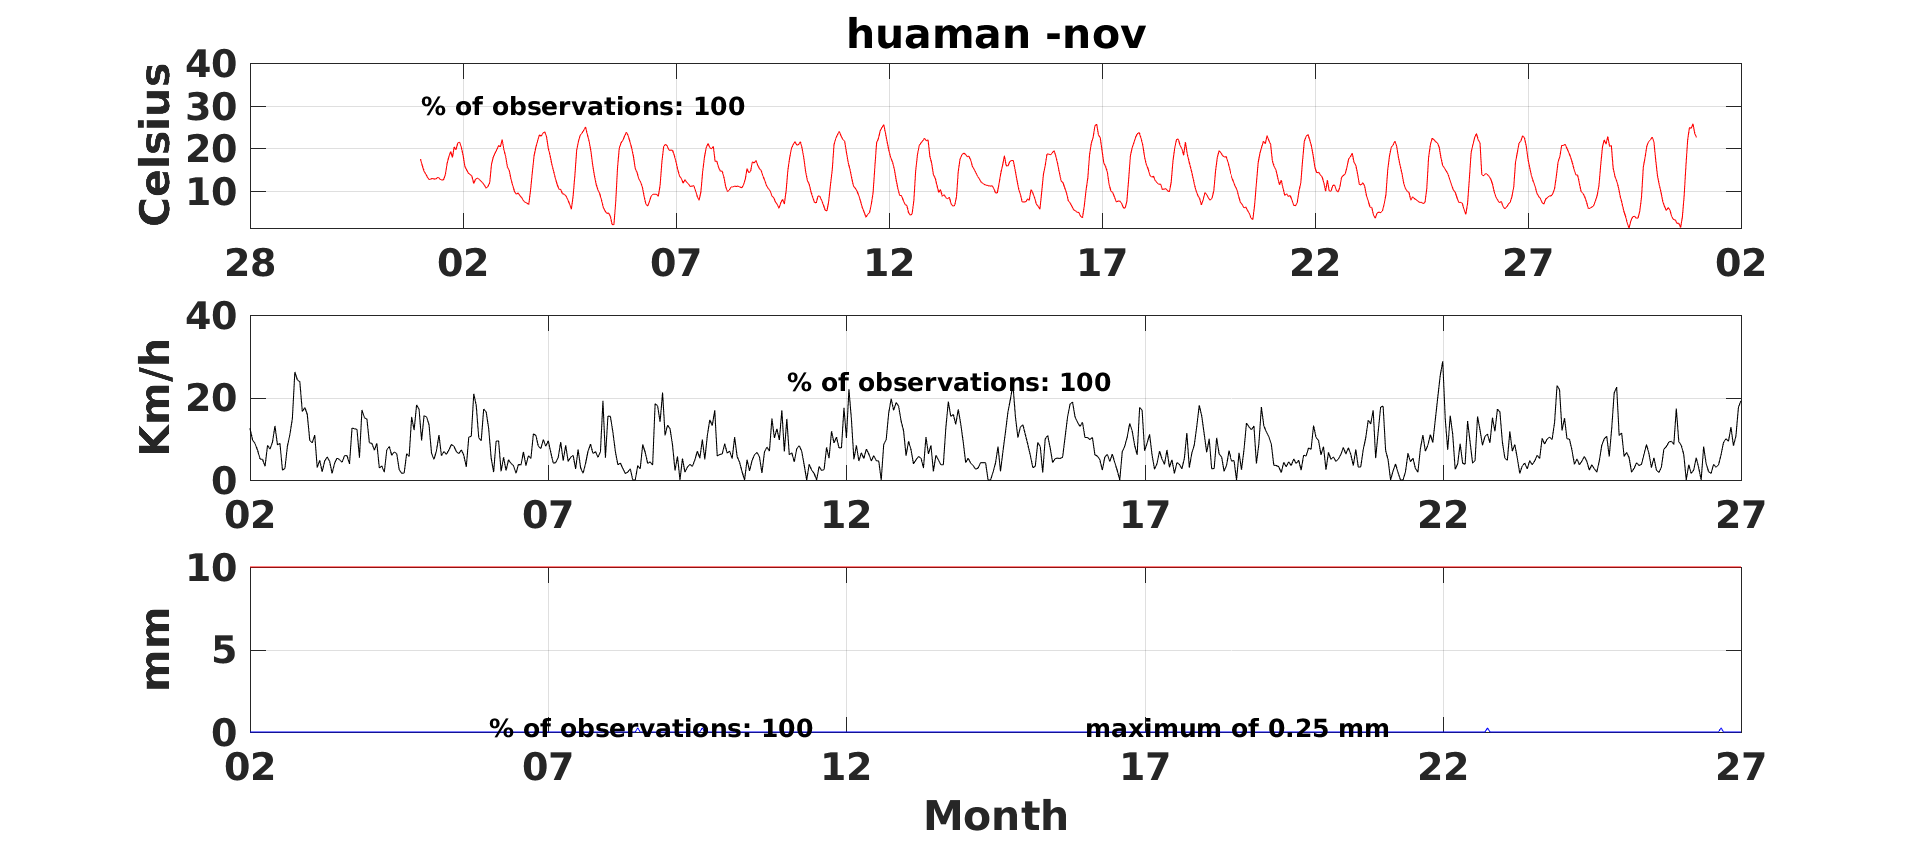 huaman -nov
Celsius
40
30
20
10
% of observations: 100
28 02 07 12 17 22 27 02
Km/h
40
20
0
% of observations: 100
02 07 12 17 22 27
mm
10
5
0
% of observations: 100
maximum of 0.25 mm
02 07 12 17 22 27
Month